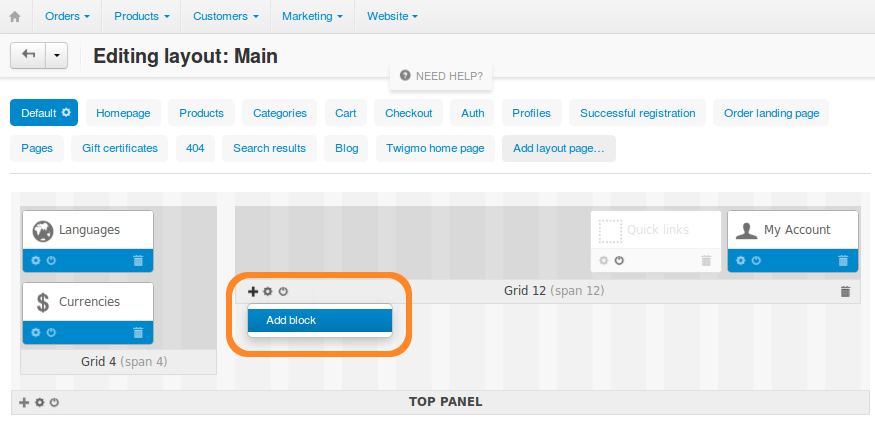 Orders Products Customers Marketing Website
Editing layout: Main
NEED HELP?
Default Homepage Products Categories Cart Checkout Auth Profiles Successful registration Order landing page
Pages Gift certificates 404 Search results Blog Twigmo home page Add layout page...
Languages Quick links My Account
Currencies
Grid 12 (span 12)
Add block
Grid 4 (span 4)
TOP PANEL